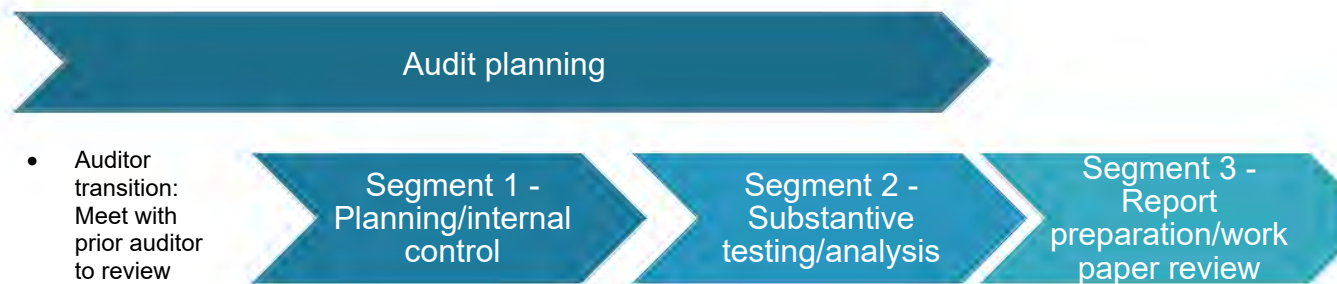 Audit planning
• Auditor
transition:
Meet with
prior auditor
to review
Segment 1 -
Planning/internal
control
Segment 2 -
Substantive
testing/analysis
Segment 3 -
Report
preparation/work
paper review